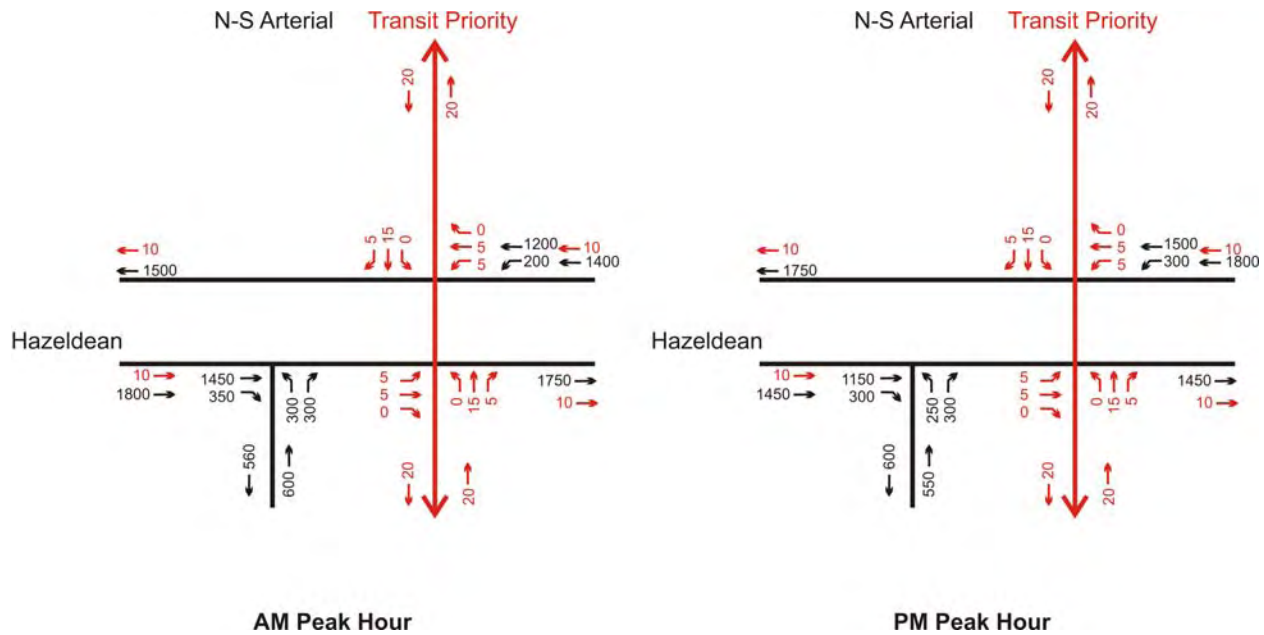 N-S Arterial Transit Priority N-S Arterial Transit Priority
20 20 20 20
10 5 15 0 0 5 5 1200 200 10 1400 10 5 15 0 0 5 5 1500 300 10 1800
1500 1750
Hazeldean Hazeldean
10 1450 5 1750 10 1150 5 1450
1800 350 300 300 5 0 0 15 5 10 1450 300 250 300 5 0 0 15 5 10
560 600 20 20 600 550 20 20
AM Peak Hour PM Peak Hour